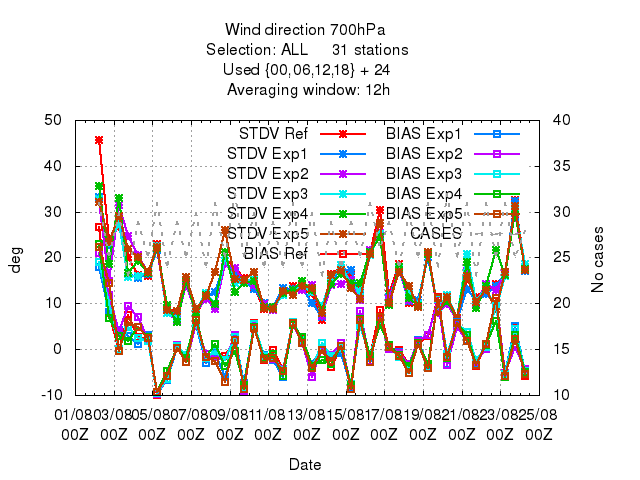 Wind direction 700hPa
Selection: ALL 31 stations
Used {00,06,12,18} + 24
Averaging window: 12h
50 40
STDV Ref BIAS Exp1
40 35
STDV Exp1 BIAS Exp2
STDV Exp2 BIAS Exp3
30 30
STDV Exp3 BIAS Exp4
STDV Exp4 BIAS Exp5
STDV Exp5 CASES
BIAS Ref
20 25
deg
No cases
10 20
0 15
-10 10
01/08 03/08 05/08 07/08 09/08 11/08 13/08 15/08 17/08 19/08 21/08 23/08 25/08
00Z 00Z 00Z 00Z 00Z 00Z 00Z 00Z 00Z 00Z 00Z 00Z 00Z
Date